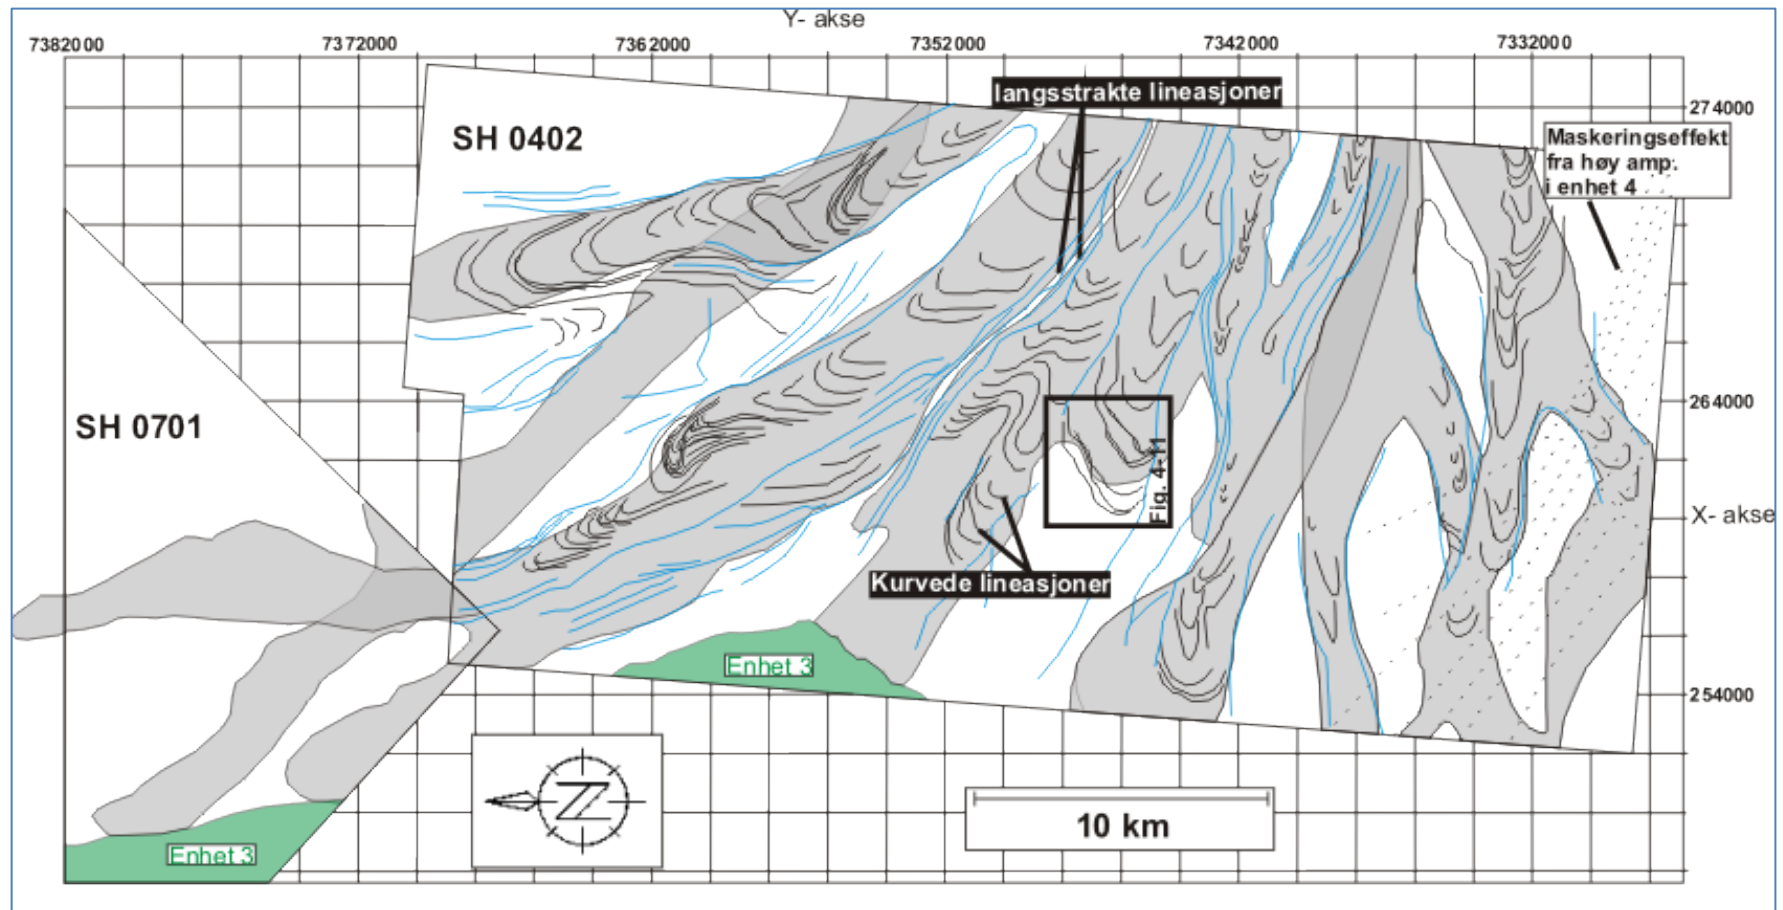 Y- akse
73820000
7372000
7362000
7352000
7342000
7332000
langsstrakte lineasjoner
274000
SH 0402
Maskeringseffekt
fra høy amp.
i enhet 4
264000
SH 0701
Fig. 4-11
X- akse
Kurvede lineasjoner
Enhet 3
254000
Z
10 km
Enhet 3